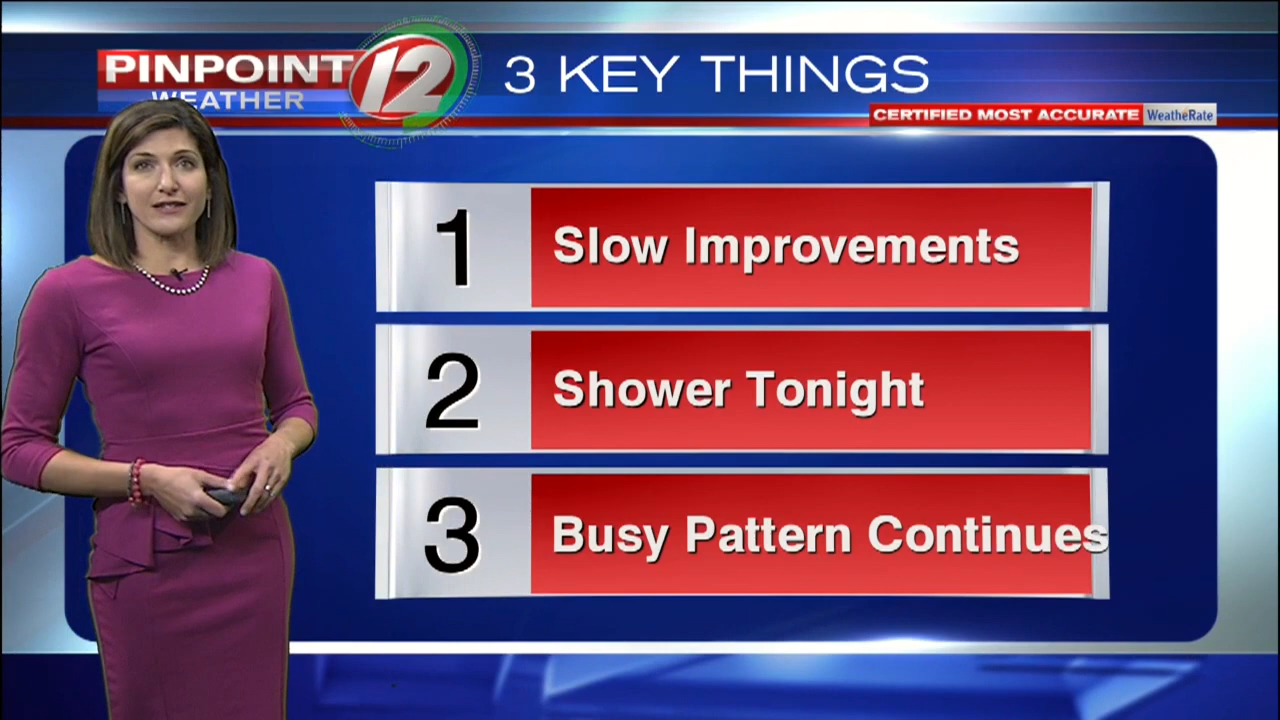 PINPOINT 12
WEATHER
3 KEY THINGS
CERTIFIED MOST ACCURATE WeatheRate
1 Slow Improvements
2 Shower Tonight
3 Busy Pattern Continues